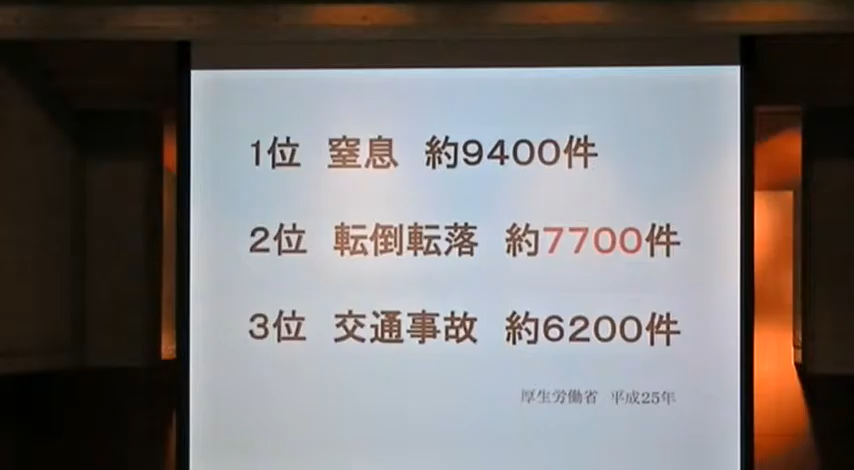 1位 窒息 約9400件
2位 転倒転落 約7700件
3位 交通事故 約6200件
厚生労働省 平成25年